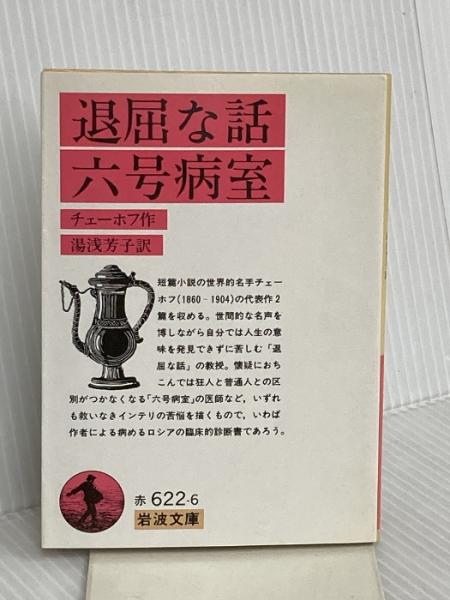 退屈な話
六号病室
チェーホフ作
湯浅芳子訳
短篇小説の世界的名手チェー
ホフ(1860‐1904)の代表作2
篇を収める。世間的な名声を
博しながら自分では人生の意
味を発見できずに苦しむ「退
屈な話」の教授。懐疑におち
こんでは狂人と普通人との区
別がつかなくなる「六号病室」の医師など，いずれ
も救いなきインテリの苦悩を描くもので，いわば
作者による病めるロシアの臨床的診断書であろう。
赤 622-6
岩波文庫